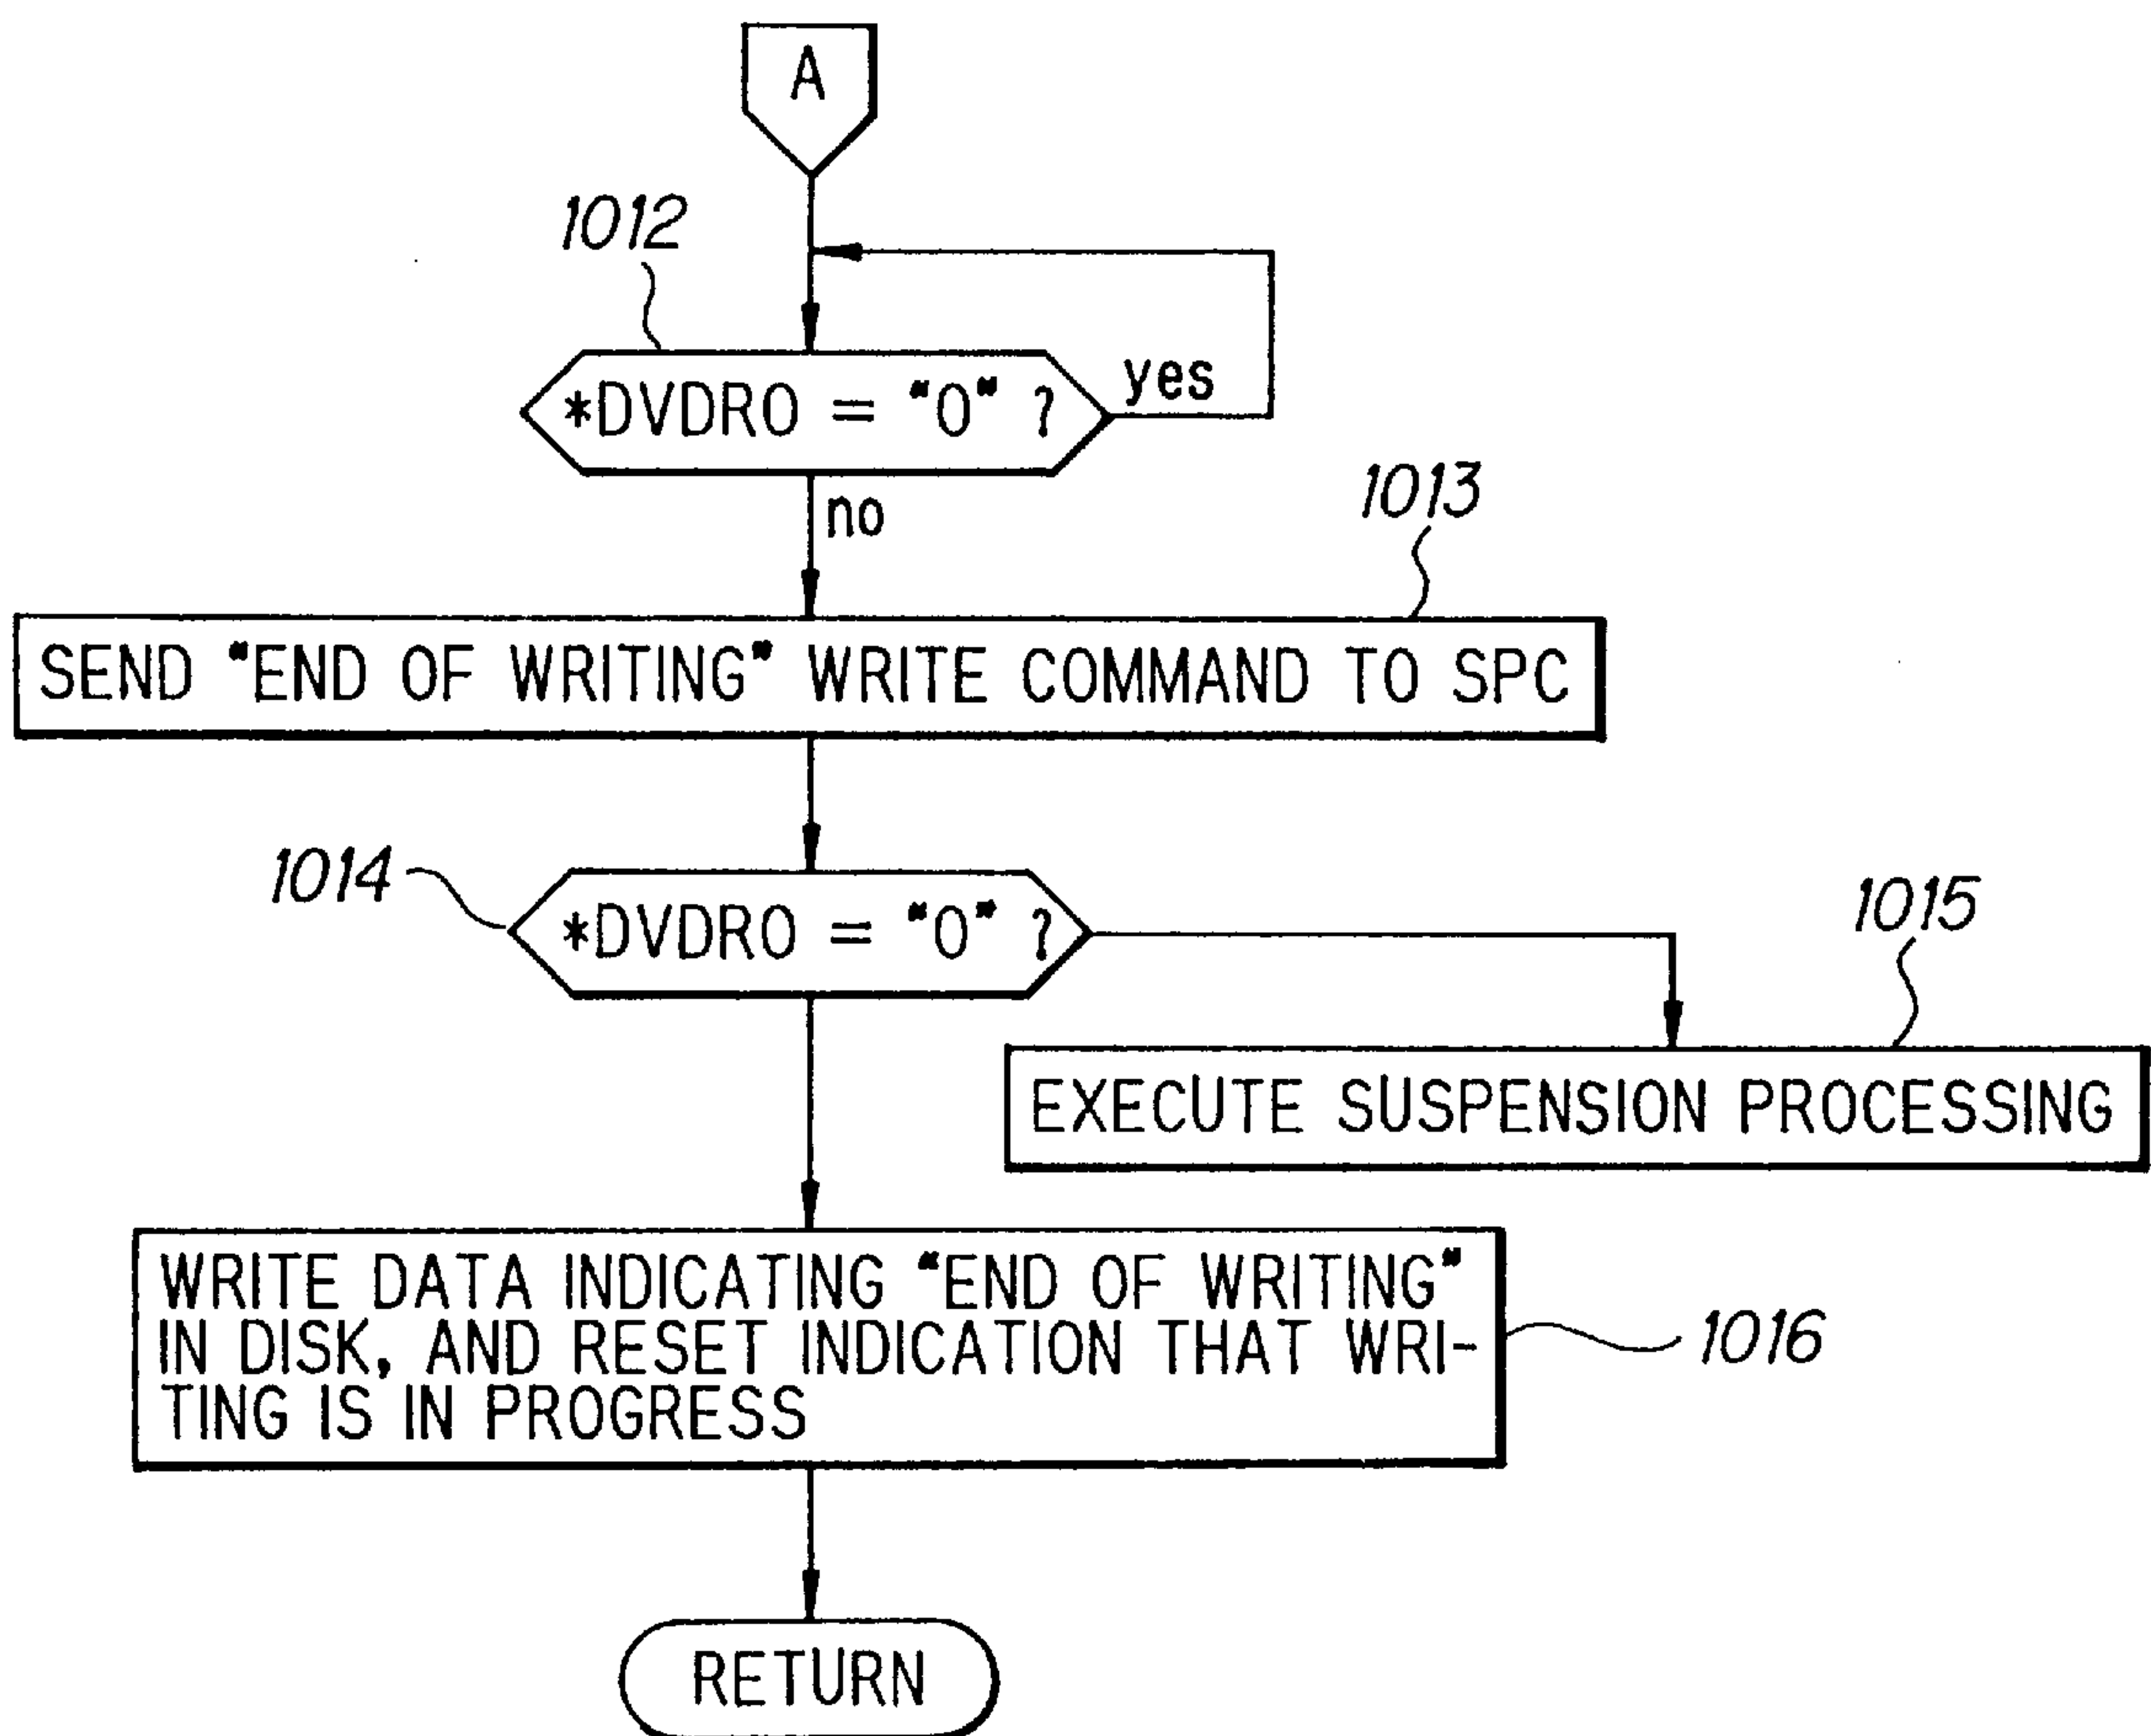 A
1012
*DVDRO = "0" ?
yes
no
1013
SEND "END OF WRITING" WRITE COMMAND TO SPC
1014
*DVDRO = "0" ?
1015
EXECUTE SUSPENSION PROCESSING
WRITE DATA INDICATING "END OF WRITING"
IN DISK, AND RESET INDICATION THAT WRI-
TING IS IN PROGRESS
1016
RETURN